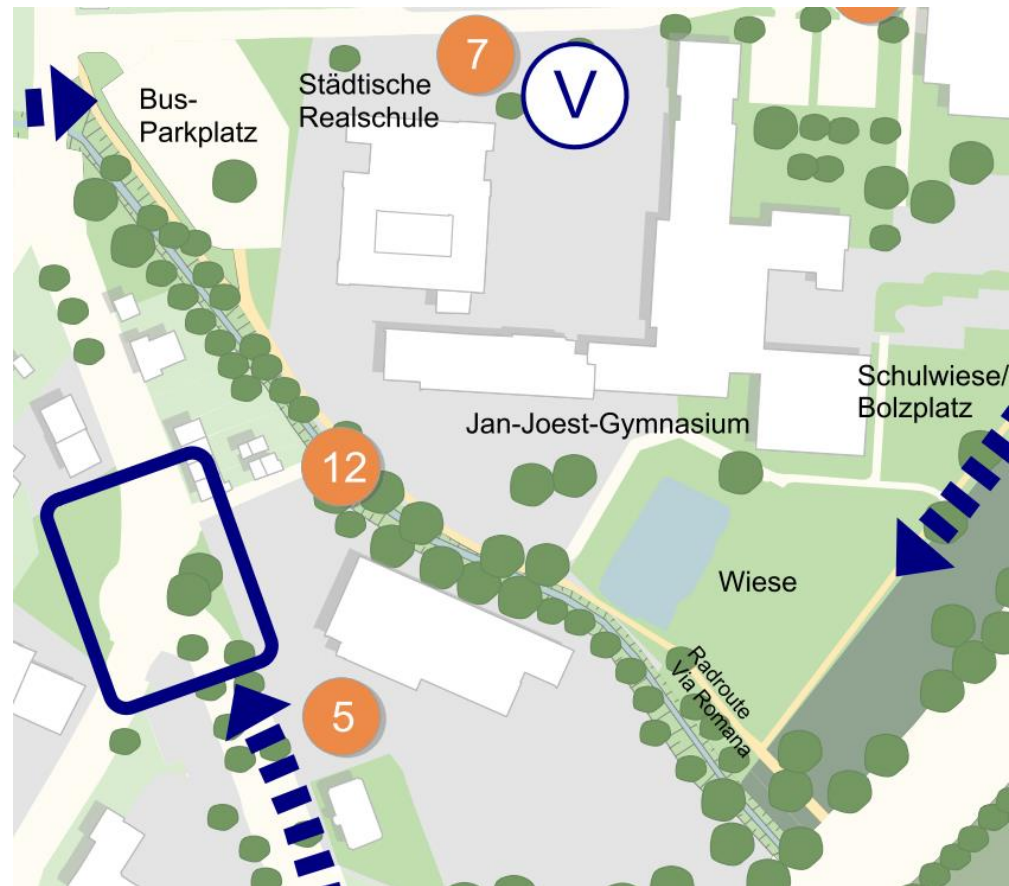 7
V
Städtische
Realschule
Bus-
Parkplatz
Schulwiese/
Bolzplatz
Jan-Joest-Gymnasium
12
Wiese
Radroute
Via Romana
5